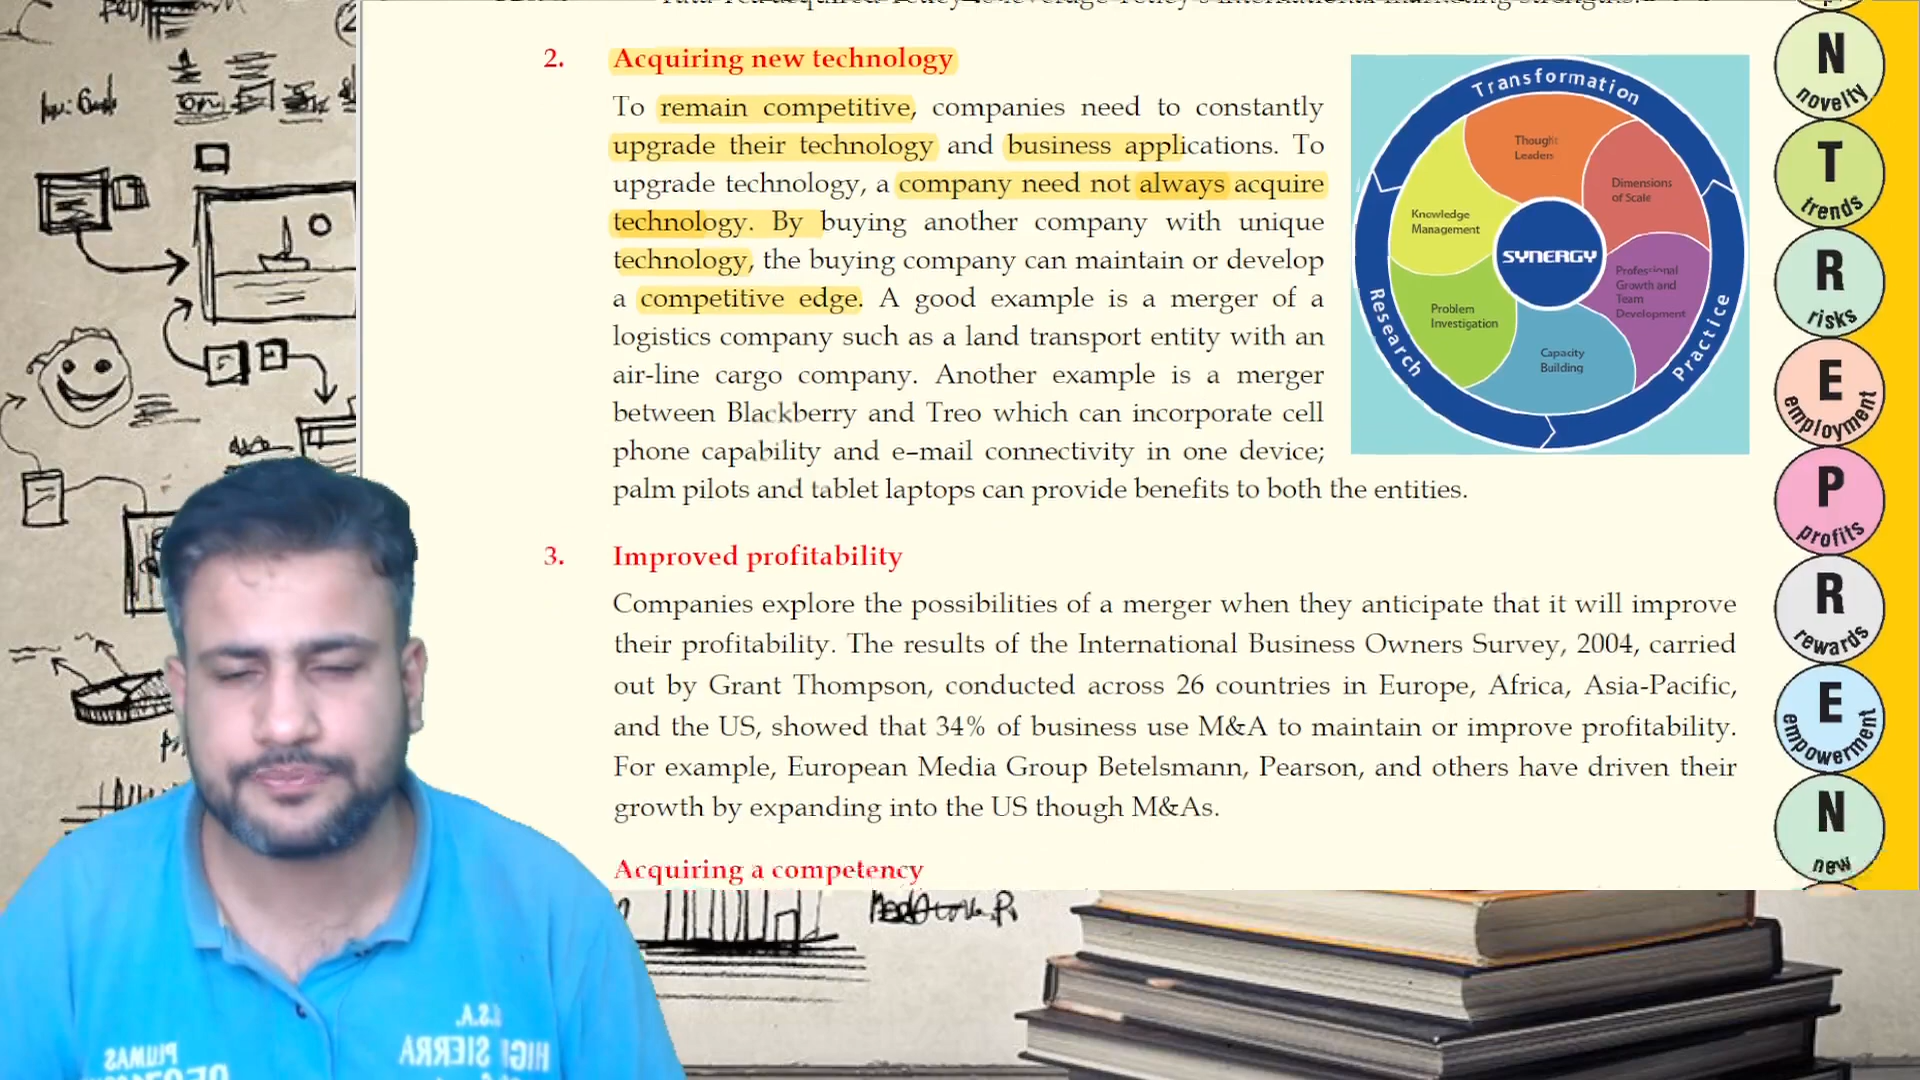 2. Acquiring new technology
To remain competitive, companies need to constantly
upgrade their technology and business applications. To
upgrade technology, a company need not always acquire
technology. By buying another company with unique
technology, the buying company can maintain or develop
a competitive edge. A good example is a merger of a
logistics company such as a land transport entity with an
air-line cargo company. Another example is a merger
between Blackberry and Treo which can incorporate cell
phone capability and e-mail connectivity in one device;
palm pilots and tablet laptops can provide benefits to both the entities.
Transformation
Thought
Leaders
Dimensions
of Scale
Knowledge
Management
SYNERGY
Professional
Growth and
Team
Development
Problem
Investigation
Capacity
Building
Research
Practice
3. Improved profitability
Companies explore the possibilities of a merger when they anticipate that it will improve
their profitability. The results of the International Business Owners Survey, 2004, carried
out by Grant Thompson, conducted across 26 countries in Europe, Africa, Asia-Pacific,
and the US, showed that 34% of business use M&A to maintain or improve profitability.
For example, European Media Group Betelsmann, Pearson, and others have driven their
growth by expanding into the US though M&As.
Acquiring a competency
N
novelty
T
trends
R
risks
E
employment
P
profits
R
rewards
E
empowerment
N
new
HIGH SIERRA
PLUMAS